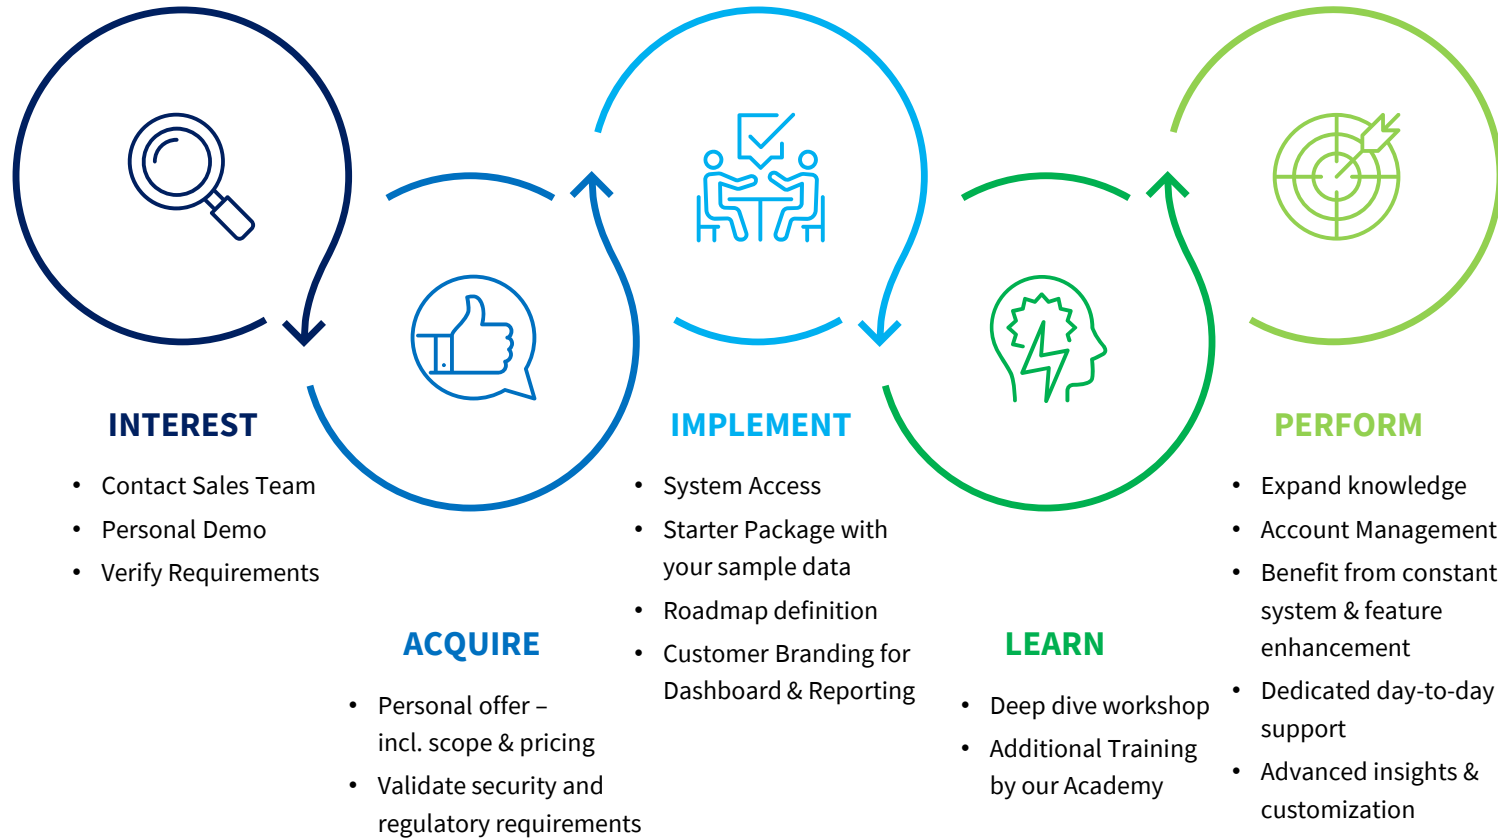 INTEREST
• Contact Sales Team
• Personal Demo
• Verify Requirements
ACQUIRE
• Personal offer –
incl. scope & pricing
• Validate security and
regulatory requirements
IMPLEMENT
• System Access
• Starter Package with
your sample data
• Roadmap definition
• Customer Branding for
Dashboard & Reporting
LEARN
• Deep dive workshop
• Additional Training
by our Academy
PERFORM
• Expand knowledge
• Account Management
• Benefit from constant
system & feature
enhancement
• Dedicated day-to-day
support
• Advanced insights &
customization